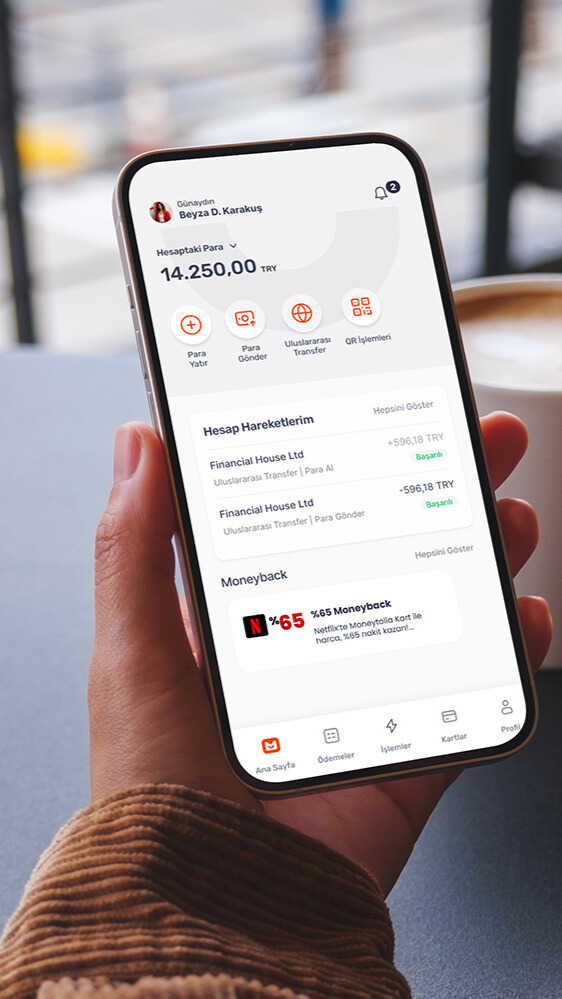 Günaydın
Beyza D. Karakuş
2
Hesaptaki Para
14.250,00 TRY
Para Yatır
Para Gönder
Uluslararası Transfer
QR İşlemleri
Hesap Hareketlerim
Hepsini Göster
Financial House Ltd
+596,18 TRY
Uluslararası Transfer | Para Al
Başarılı
Financial House Ltd
-596,18 TRY
Uluslararası Transfer | Para Gönder
Başarılı
Moneyback
Hepsini Göster
N
%65
%65 Moneyback
Netflix'te Moneytolia Kart ile
harca, %65 nakit kazan!...
Ana Sayfa
Ödemeler
İşlemler
Kartlar
Profil